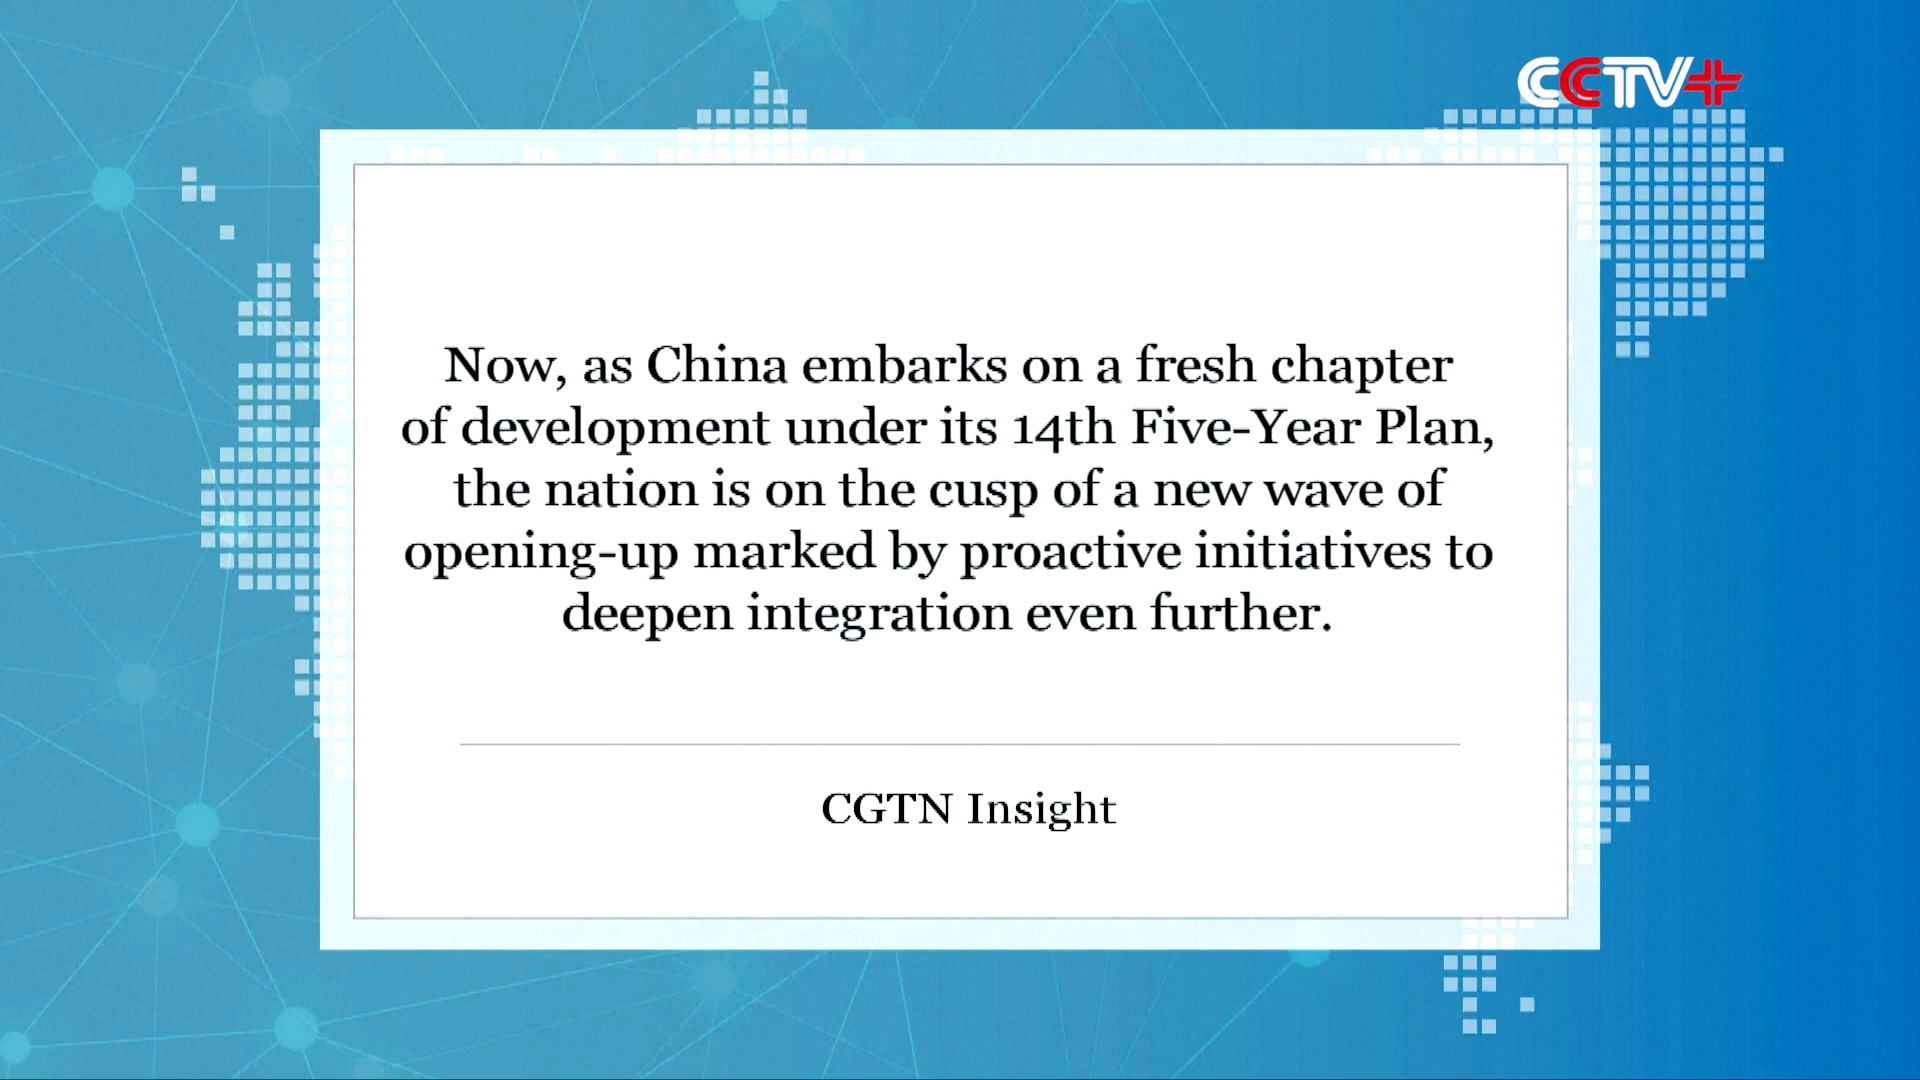 CCTV+
Now, as China embarks on a fresh chapter
of development under its 14th Five-Year Plan,
the nation is on the cusp of a new wave of
opening-up marked by proactive initiatives to
deepen integration even further.
CGTN Insight